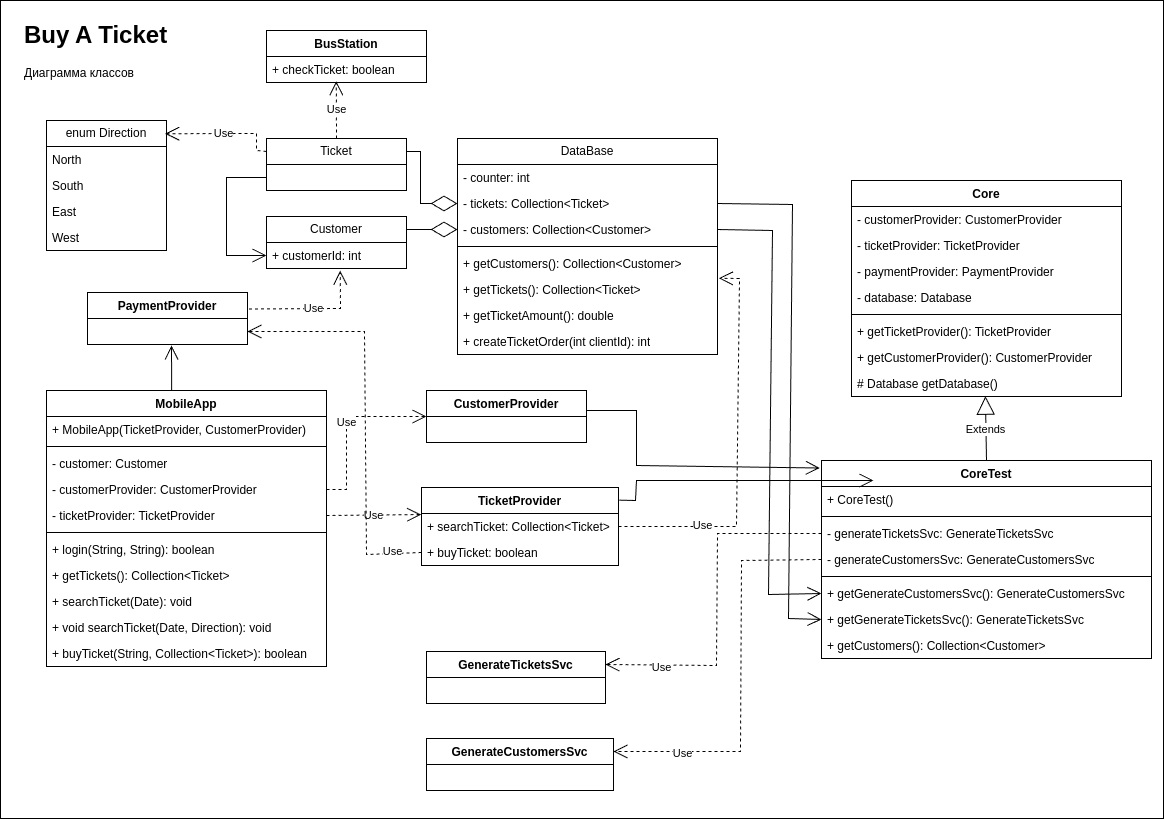 Buy A Ticket
Диаграмма классов
BusStation
+ checkTicket: boolean
Use
enum Direction
North
South
East
West
Use
Ticket
Customer
+ customerId: int
DataBase
- counter: int
- tickets: Collection<Ticket>
- customers: Collection<Customer>
+ getCustomers(): Collection<Customer>
+ getTickets(): Collection<Ticket>
+ getTicketAmount(): double
+ createTicketOrder(int clientId): int
Core
- customerProvider: CustomerProvider
- ticketProvider: TicketProvider
- paymentProvider: PaymentProvider
- database: Database
+ getTicketProvider(): TicketProvider
+ getCustomerProvider(): CustomerProvider
# Database getDatabase()
Extends
PaymentProvider
Use
MobileApp
+ MobileApp(TicketProvider, CustomerProvider)
- customer: Customer
- customerProvider: CustomerProvider
- ticketProvider: TicketProvider
+ login(String, String): boolean
+ getTickets(): Collection<Ticket>
+ searchTicket(Date): void
+ void searchTicket(Date, Direction): void
+ buyTicket(String, Collection<Ticket>): boolean
Use
Use
Use
CustomerProvider
TicketProvider
+ searchTicket: Collection<Ticket>
+ buyTicket: boolean
Use
CoreTest
+ CoreTest()
- generateTicketsSvc: GenerateTicketsSvc
- generateCustomersSvc: GenerateCustomersSvc
+ getGenerateCustomersSvc(): GenerateCustomersSvc
+ getGenerateTicketsSvc(): GenerateTicketsSvc
+ getCustomers(): Collection<Customer>
GenerateTicketsSvc
Use
GenerateCustomersSvc
Use